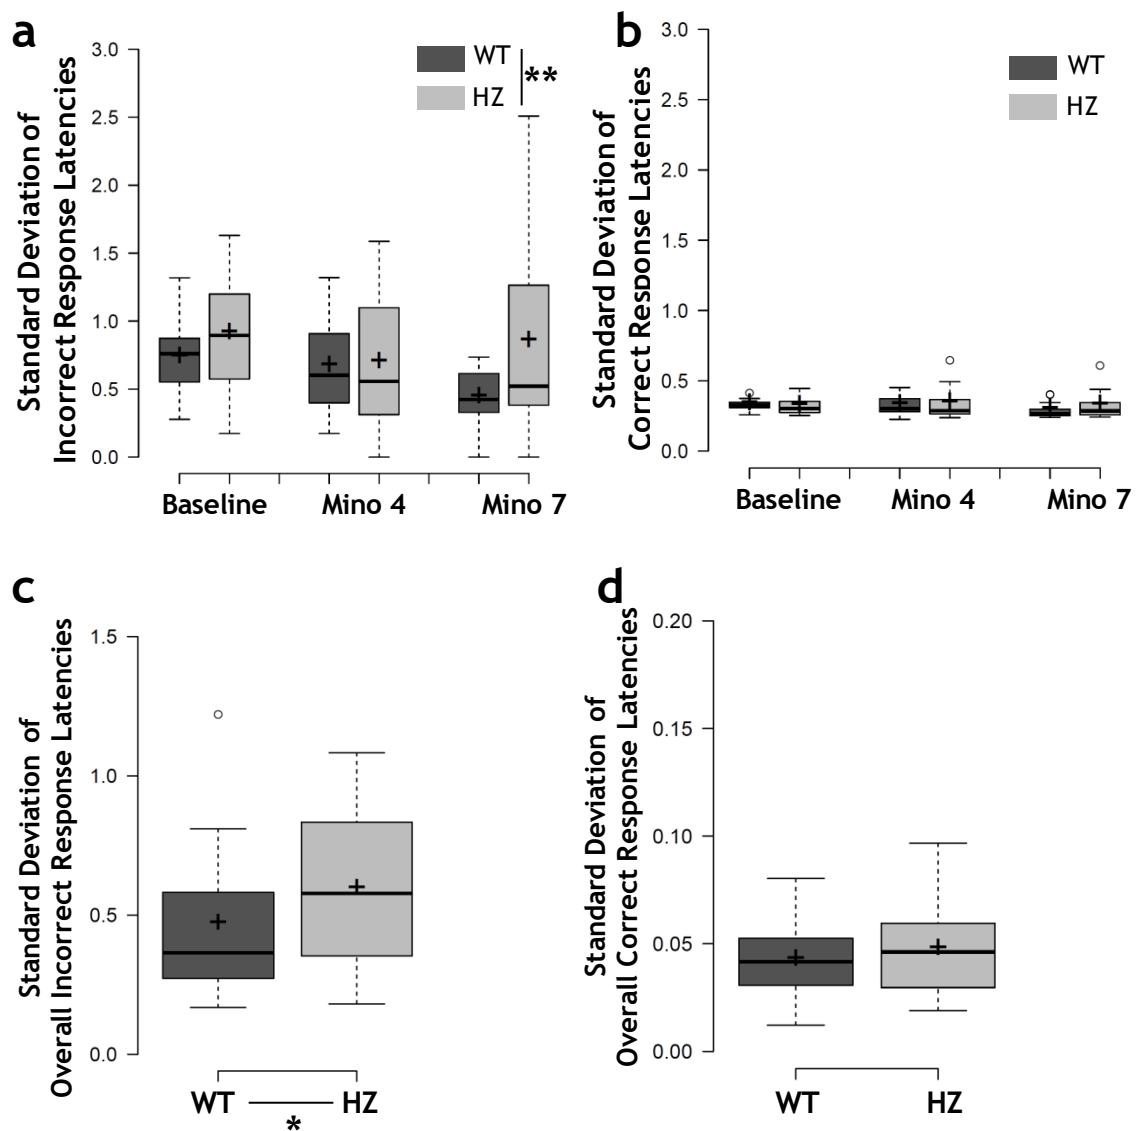 a
Standard Deviation of
Incorrect Response Latencies
3.0
2.5
2.0
1.5
1.0
0.5
0.0
WT
HZ
**
Baseline
Mino 4
Mino 7
b
Standard Deviation of
Correct Response Latencies
3.0
2.5
2.0
1.5
1.0
0.5
0.0
WT
HZ
Baseline
Mino 4
Mino 7
c
Standard Deviation of
Overall Incorrect Response Latencies
1.5
1.0
0.5
0.0
WT
HZ
*
d
Standard Deviation of
Overall Correct Response Latencies
0.20
0.15
0.10
0.05
0.00
WT
HZ